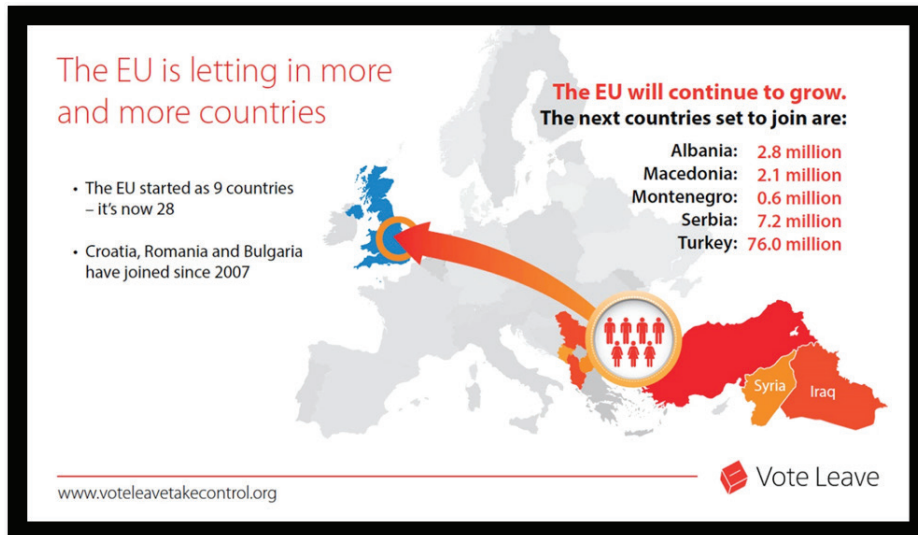 The EU is letting in more
and more countries
• The EU started as 9 countries
– it's now 28
• Croatia, Romania and Bulgaria
have joined since 2007
The EU will continue to grow.
The next countries set to join are:
Albania: 2.8 million
Macedonia: 2.1 million
Montenegro: 0.6 million
Serbia: 7.2 million
Turkey: 76.0 million
Syria
Iraq
www.voteleavetakecontrol.org
Vote Leave